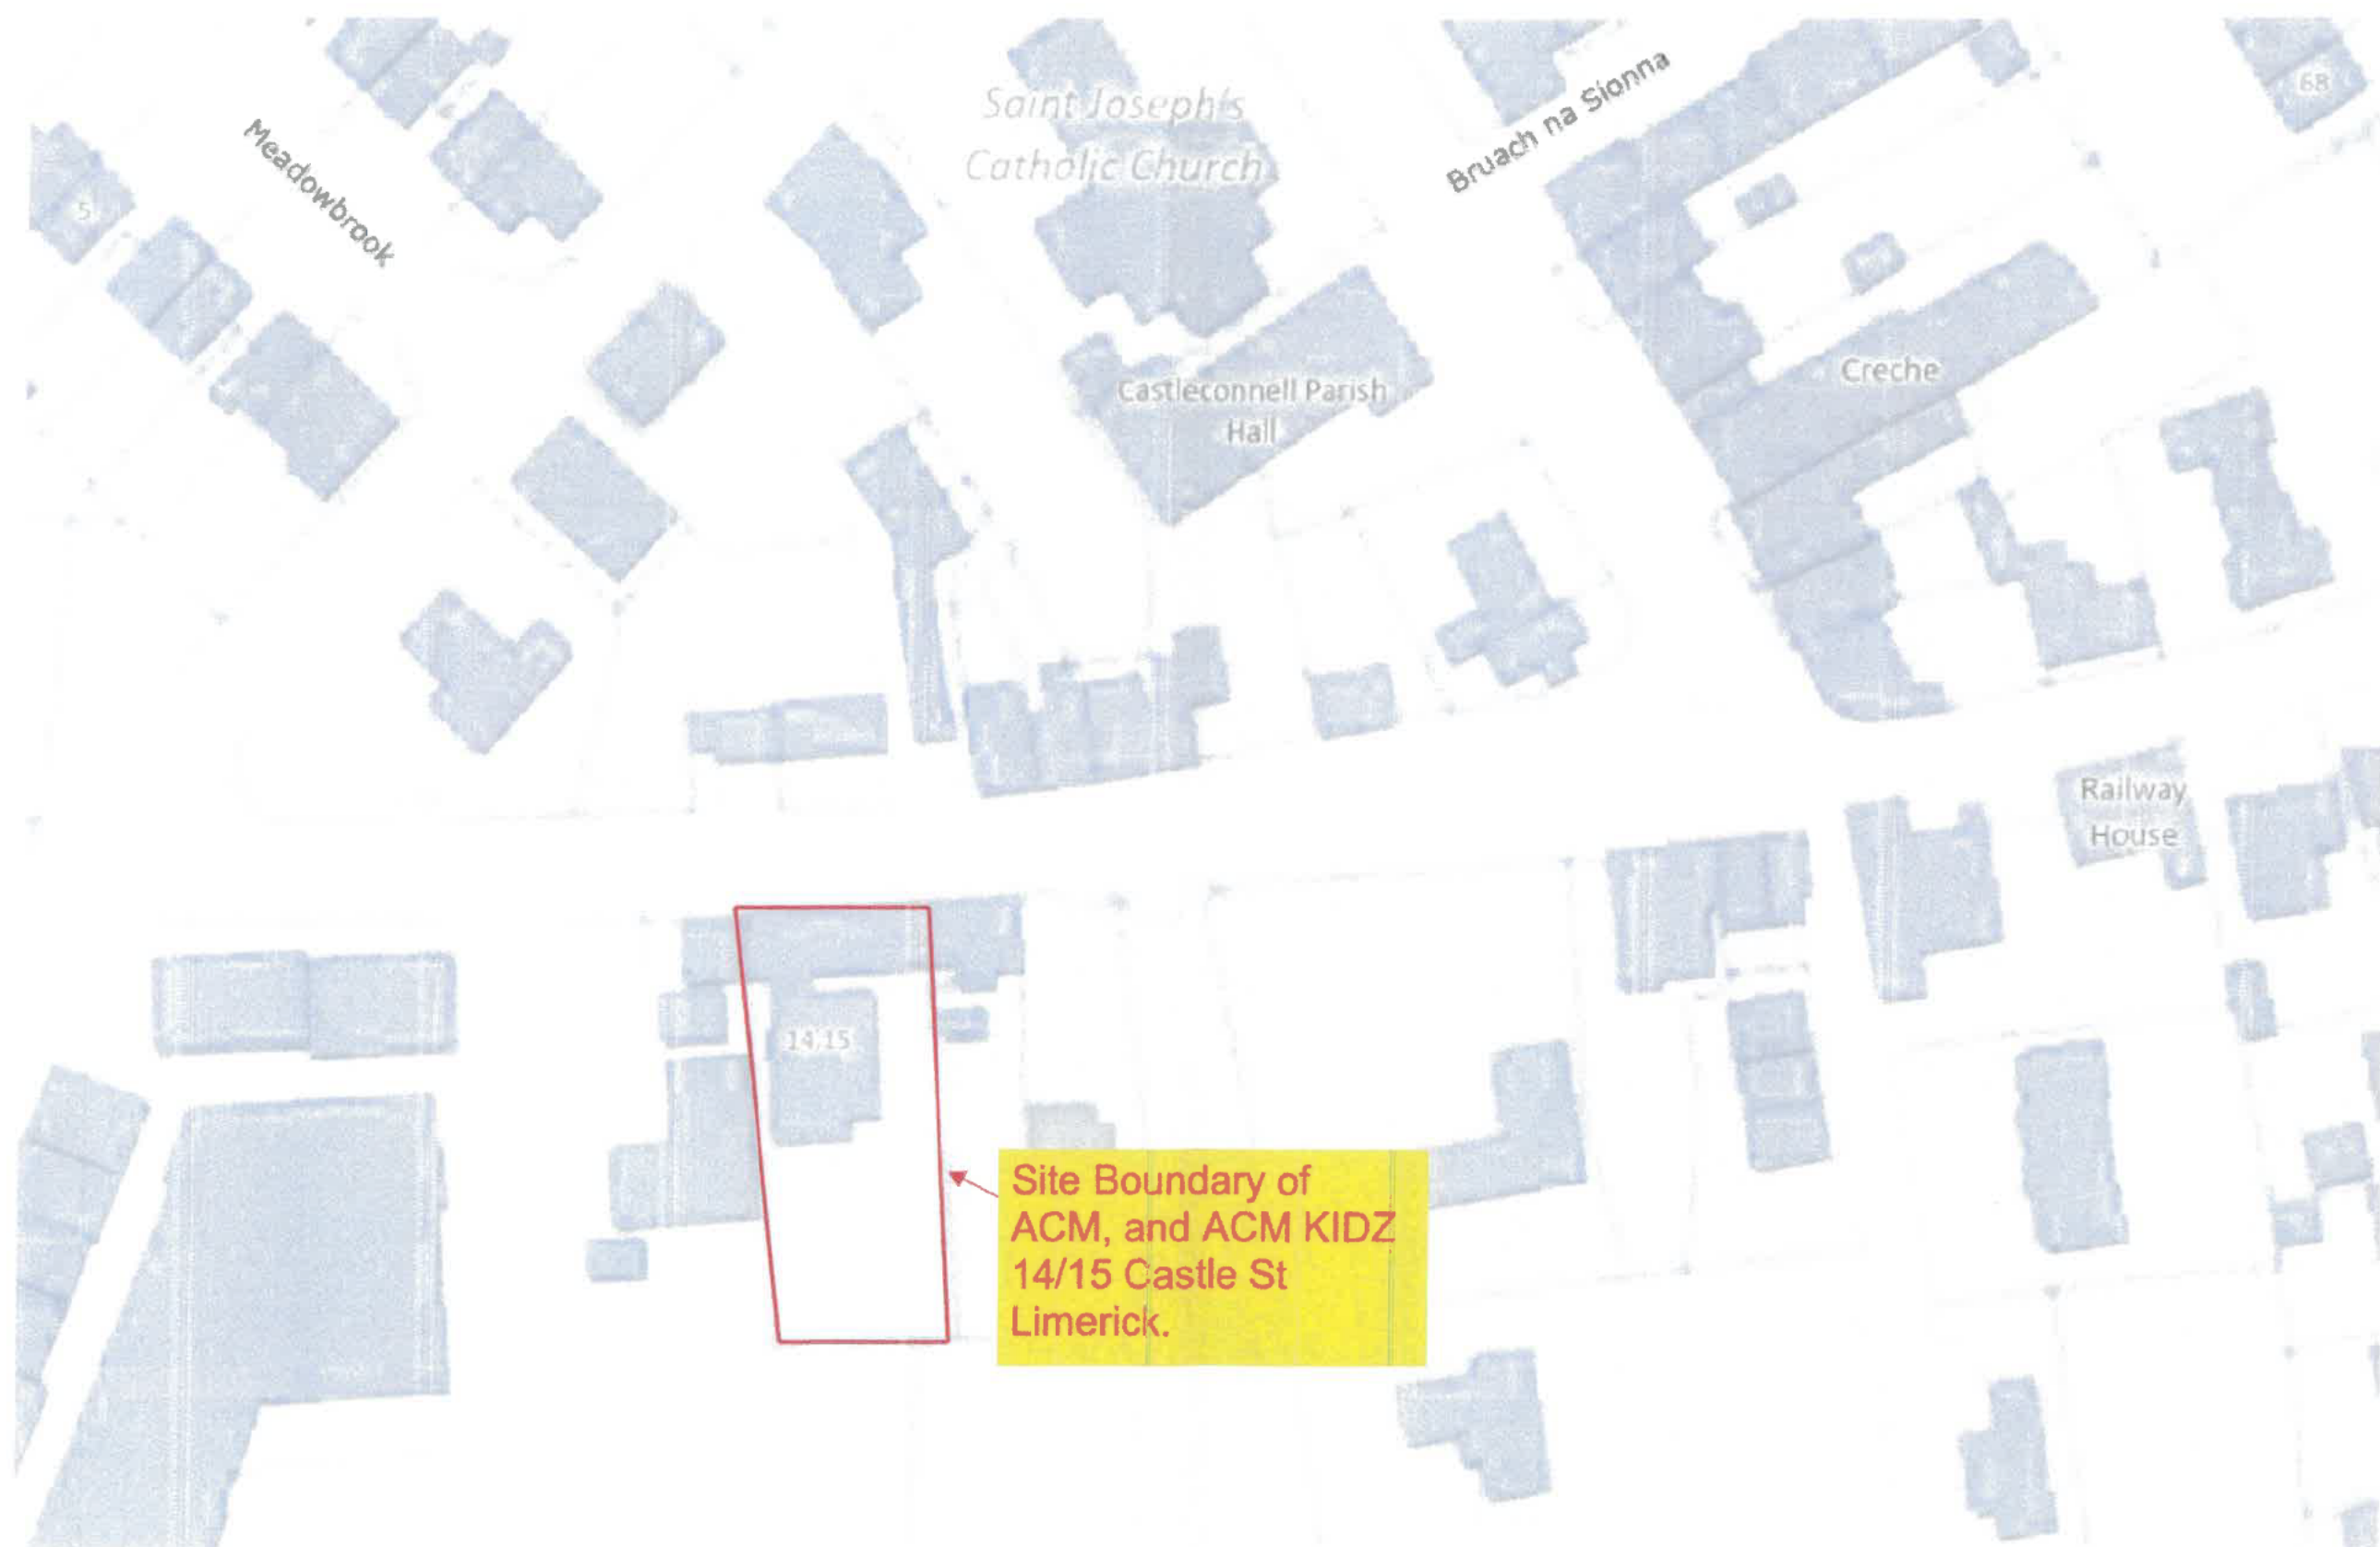 Saint Joseph's
Catholic Church
Bruach na Sionna
68
Meadowbrook
5
Castleconnell Parish
Hall
Creche
Railway
House
14,15
Site Boundary of
ACM, and ACM KIDZ
14/15 Castle St
Limerick.